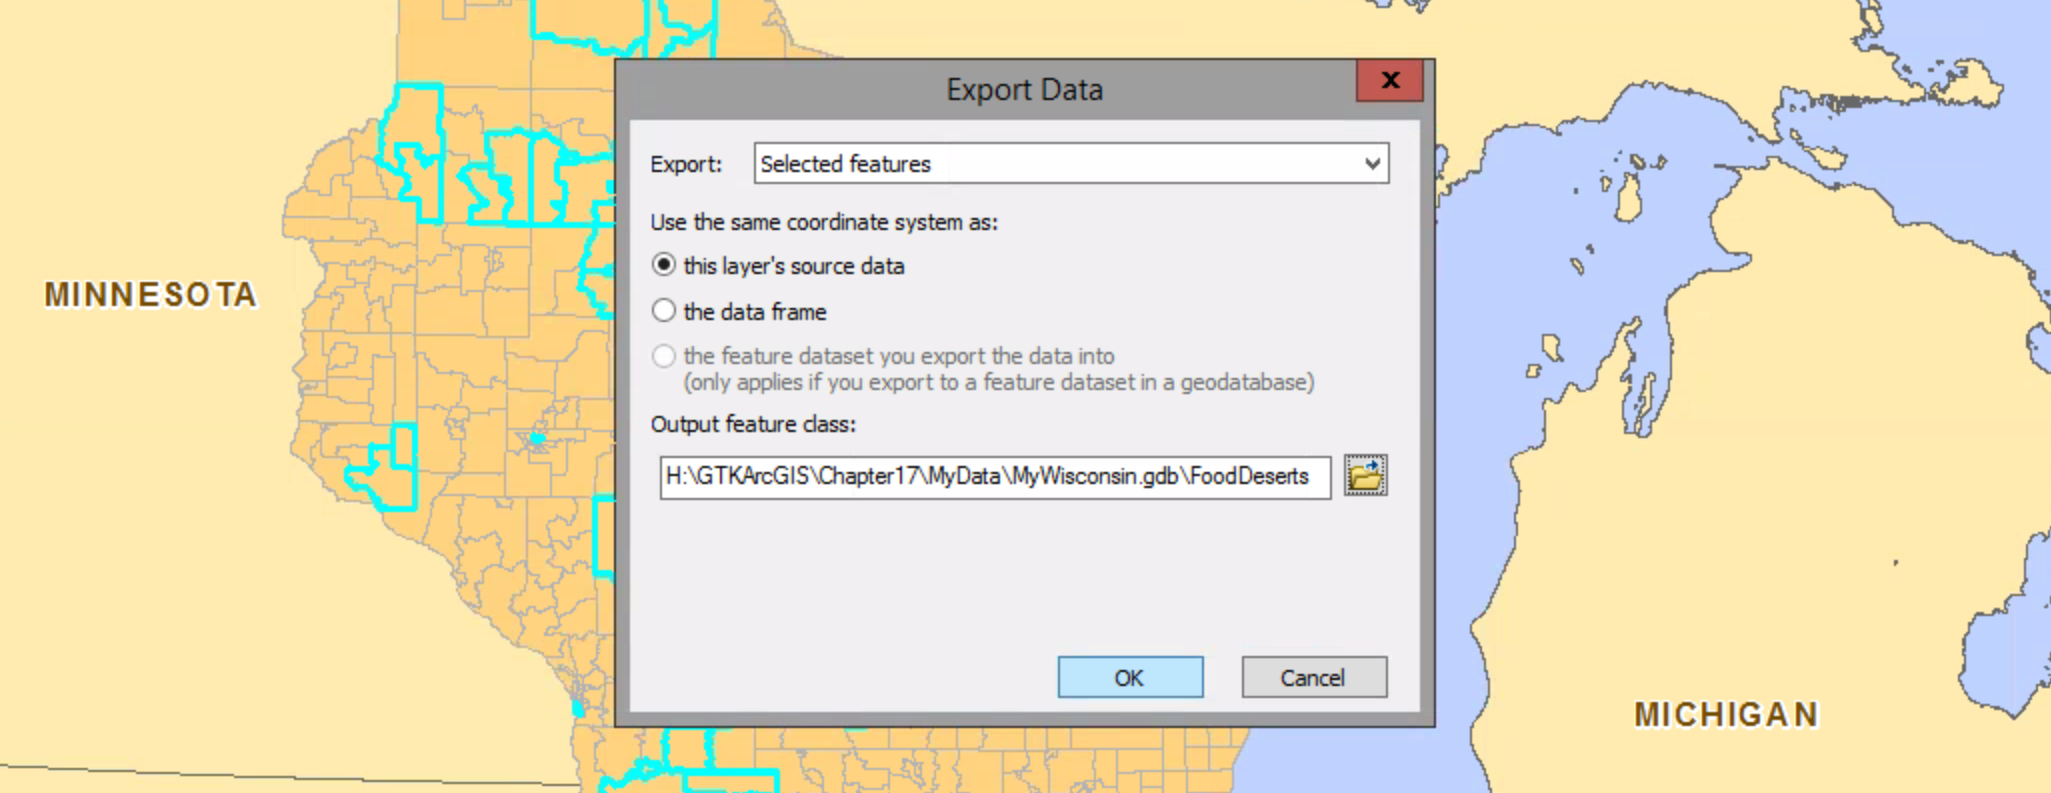 Export Data
x
Export: Selected features
Use the same coordinate system as:
this layer's source data
the data frame
the feature dataset you export the data into
(only applies if you export to a feature dataset in a geodatabase)
Output feature class:
H:\GTKArcGIS\Chapter17\MyData\MyWisconsin.gdb\FoodDeserts
OK Cancel
MINNESOTA
MICHIGAN